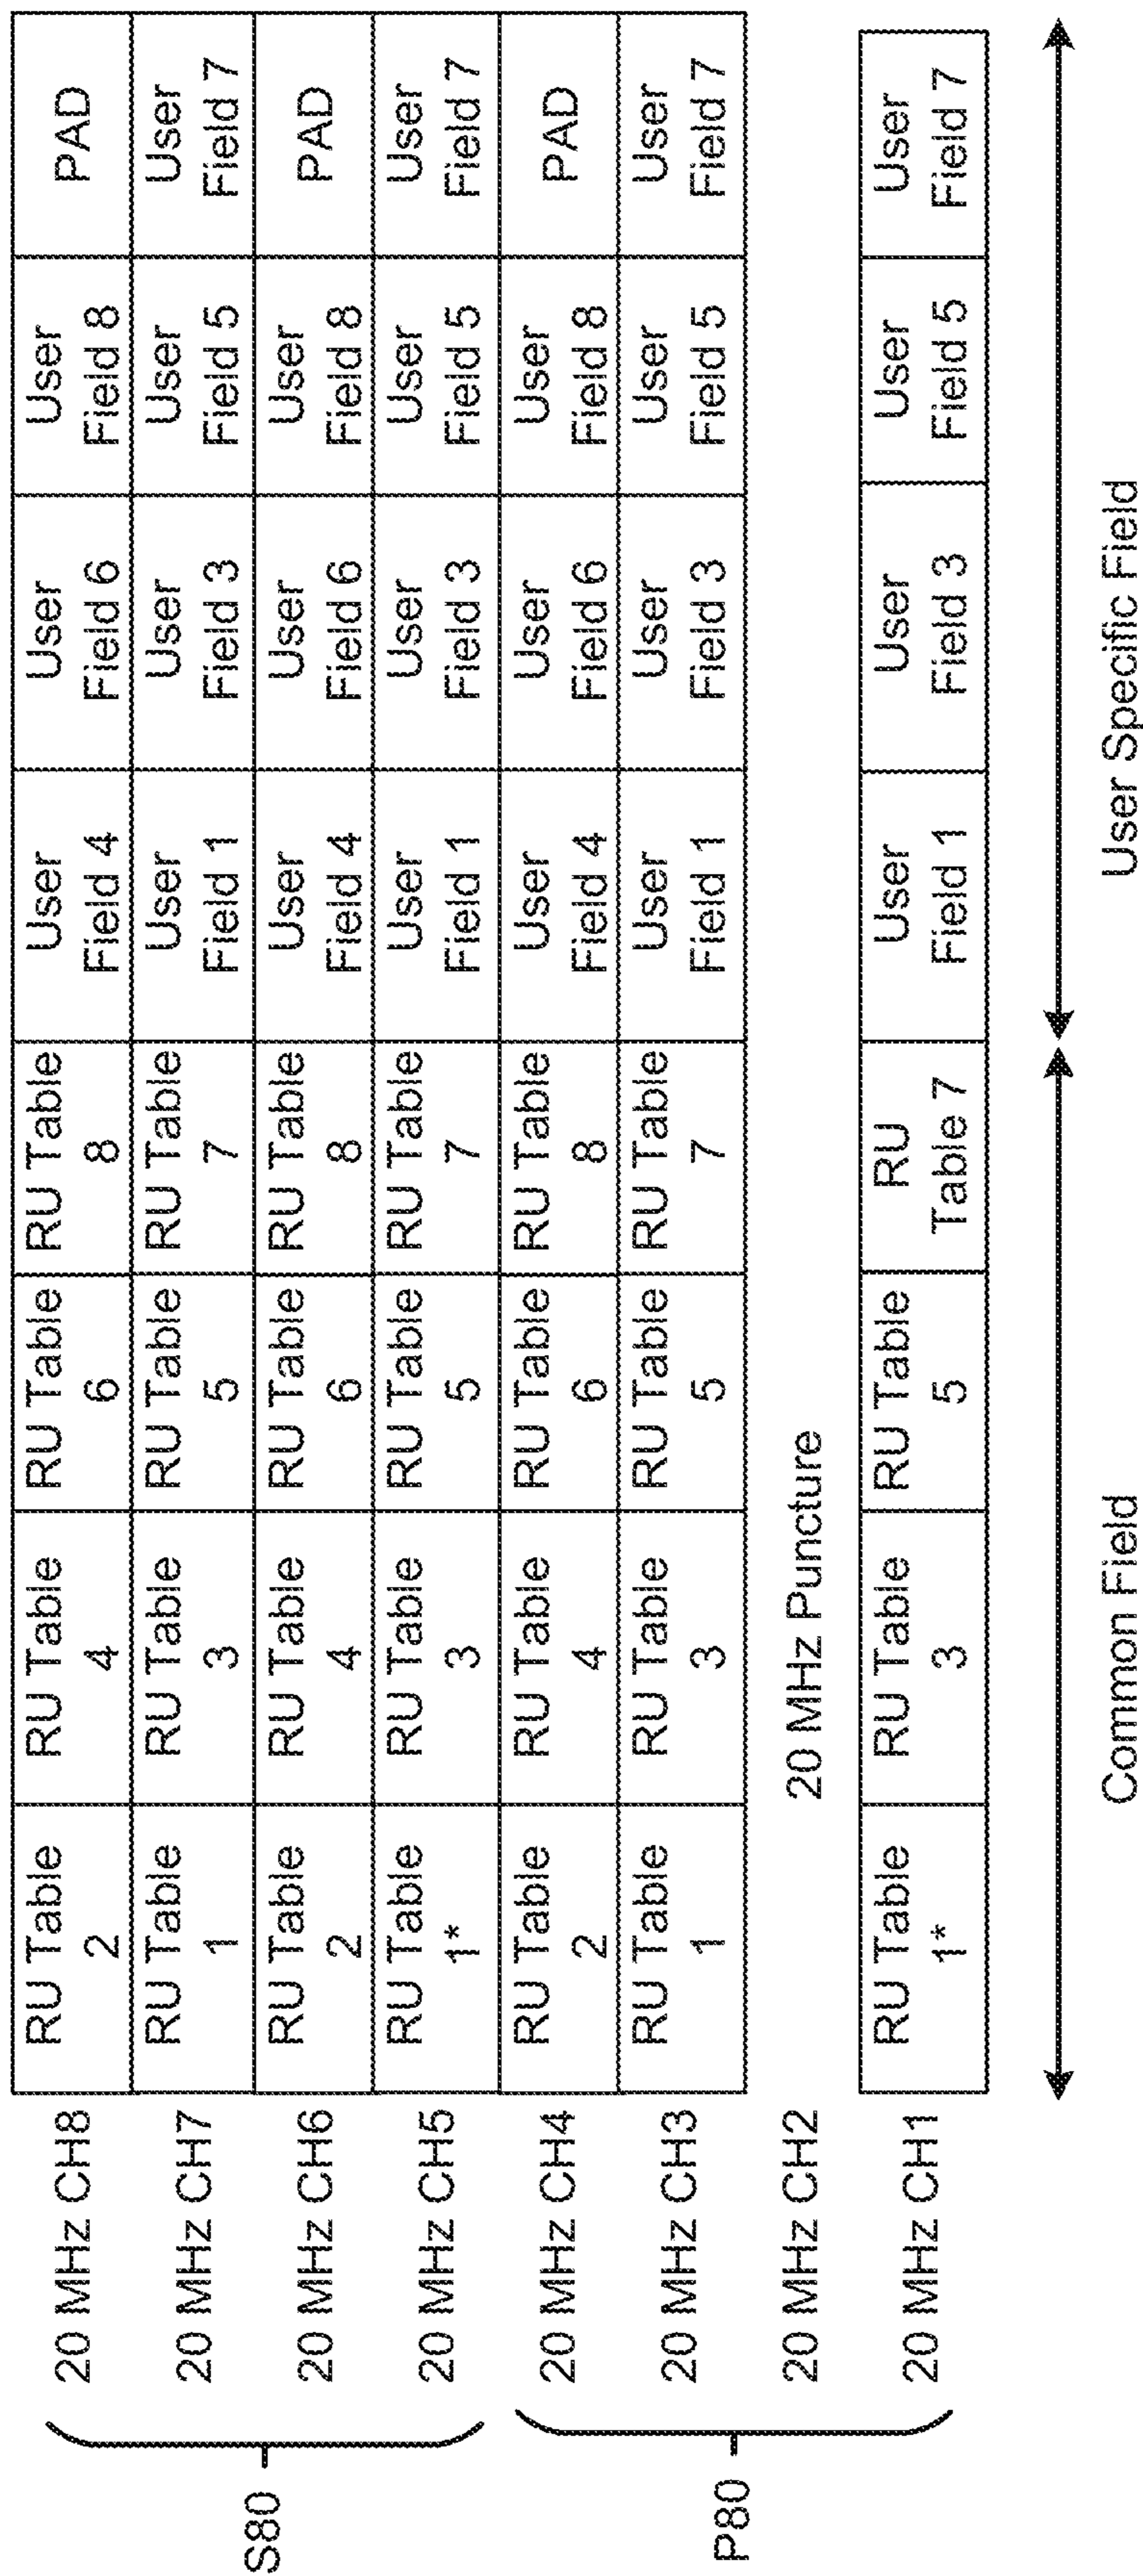 S80
20 MHz CH8
RU Table
2
RU Table
4
RU Table
6
RU Table
8
User
Field 4
User
Field 6
User
Field 8
PAD
20 MHz CH7
RU Table
1
RU Table
3
RU Table
5
RU Table
7
User
Field 1
User
Field 3
User
Field 5
User
Field 7
20 MHz CH6
RU Table
2
RU Table
4
RU Table
6
RU Table
8
User
Field 4
User
Field 6
User
Field 8
PAD
20 MHz CH5
RU Table
1*
RU Table
3
RU Table
5
RU Table
7
User
Field 1
User
Field 3
User
Field 5
User
Field 7
P80
20 MHz CH4
RU Table
2
RU Table
4
RU Table
6
RU Table
8
User
Field 4
User
Field 6
User
Field 8
PAD
20 MHz CH3
RU Table
1
RU Table
3
RU Table
5
RU Table
7
User
Field 1
User
Field 3
User
Field 5
User
Field 7
20 MHz CH2
20 MHz Puncture
20 MHz CH1
RU Table
1*
RU Table
3
RU Table
5
RU
Table 7
User
Field 1
User
Field 3
User
Field 5
User
Field 7
Common Field
User Specific Field